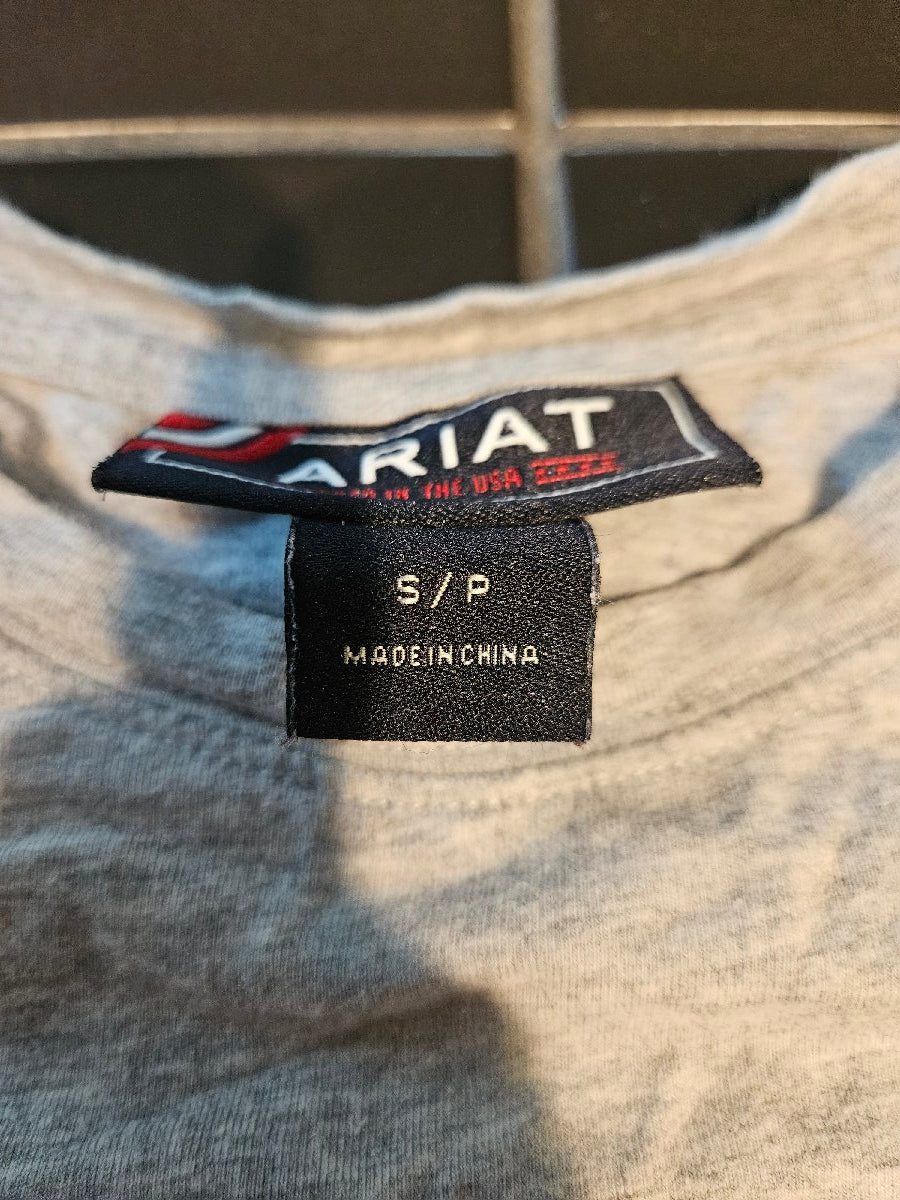 ARIAT
IN THE USA
S/P
MADE IN CHINA